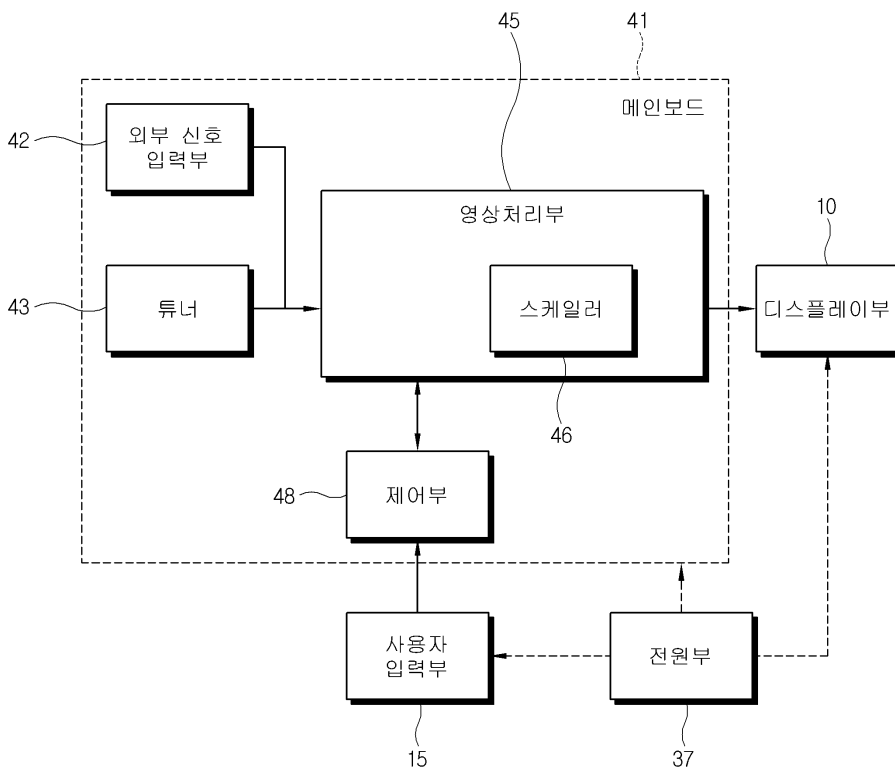 45
41
메인보드
42
외부 신호
입력부
영상처리부
10
43
튜너
스케일러
디스플레이부
46
48
제어부
사용자
입력부
전원부
15
37